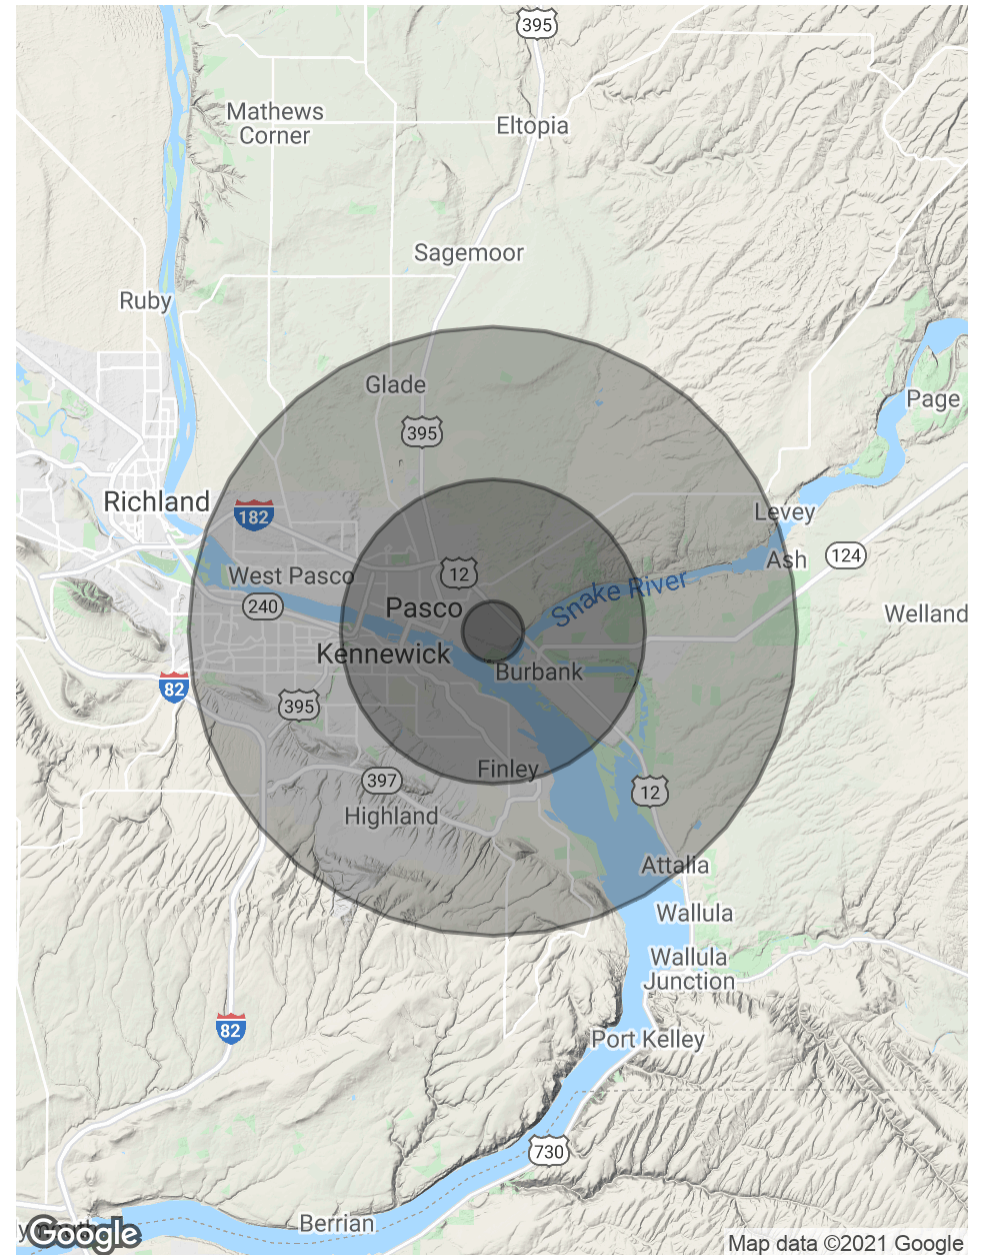 395
Mathews
Corner
Eltopia
Sagemoor
Ruby
Glade
Page
395
Richland
182
Levey
124
Ash
12
West Pasco
Snake River
240
Pasco
Welland
Kennewick
Burbank
82
395
Finley
397
12
Highland
Attalia
Wallula
Wallula
Junction
82
Port Kelley
730
Berrian
Google
Map data ©2021 Google